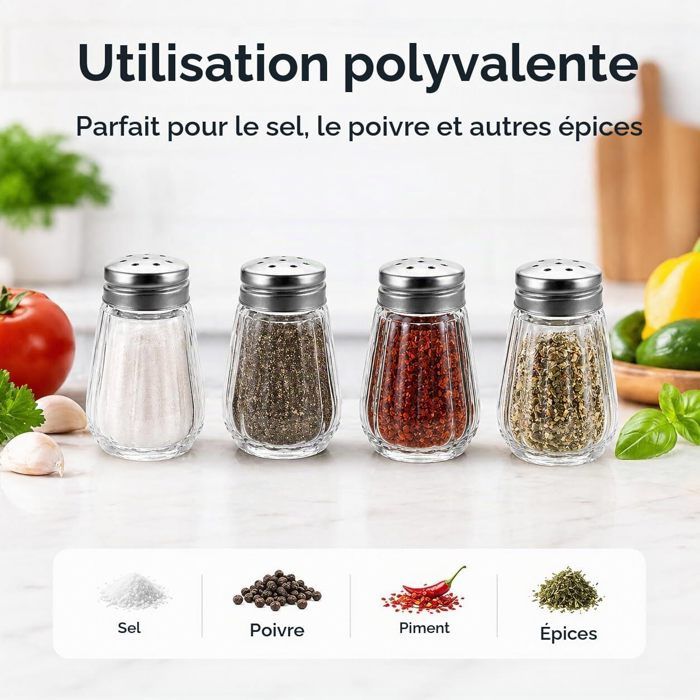 Utilisation polyvalente
Parfait pour le sel, le poivre et autres épices
Sel
Poivre
Piment
Épices